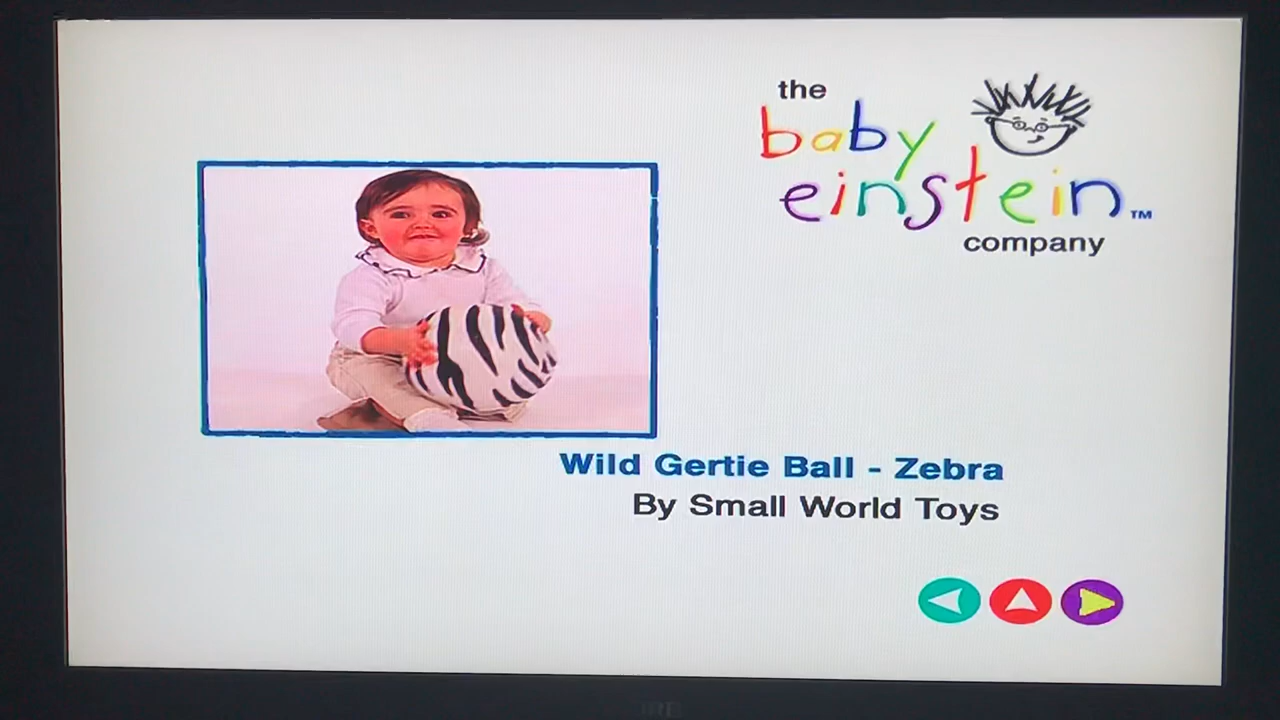 the
baby
einstein™
company
Wild Gertie Ball - Zebra
By Small World Toys